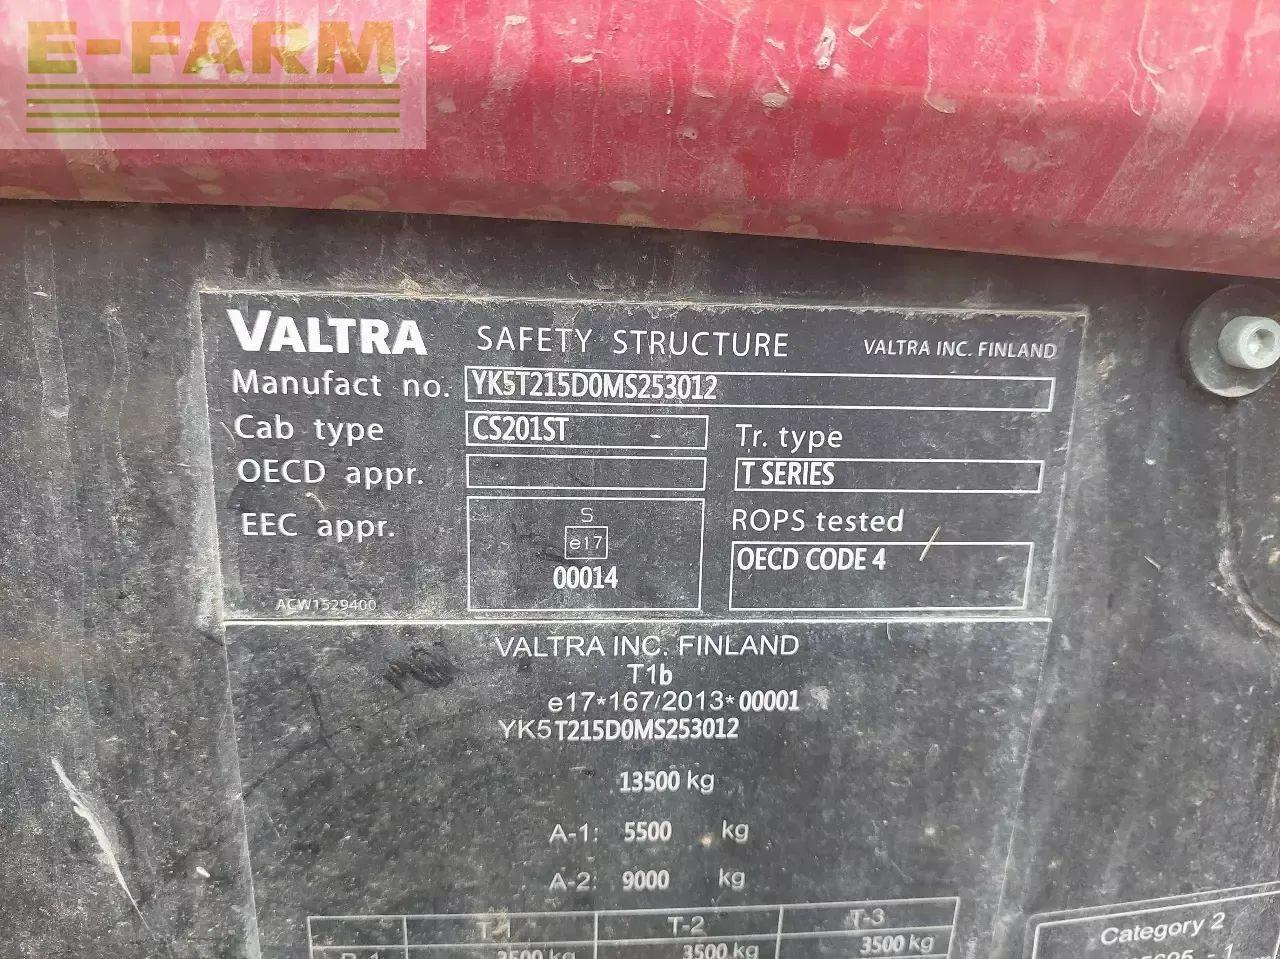 E-FARM
VALTRA SAFETY STRUCTURE VALTRA INC. FINLAND
Manufact no. YK5T215D0MS253012
Cab type CS201ST Tr. type
OECD appr. T SERIES
EEC appr. S ROPS tested
e17 OECD CODE 4
00014
ACW1529400
VALTRA INC. FINLAND
T1b
e17*167/2013*00001
YK5T215D0MS253012
13500 kg
A-1: 5500 kg
A-2: 9000 kg
T-1 T-2 T-3
3500 kg 3500 kg
Category 2